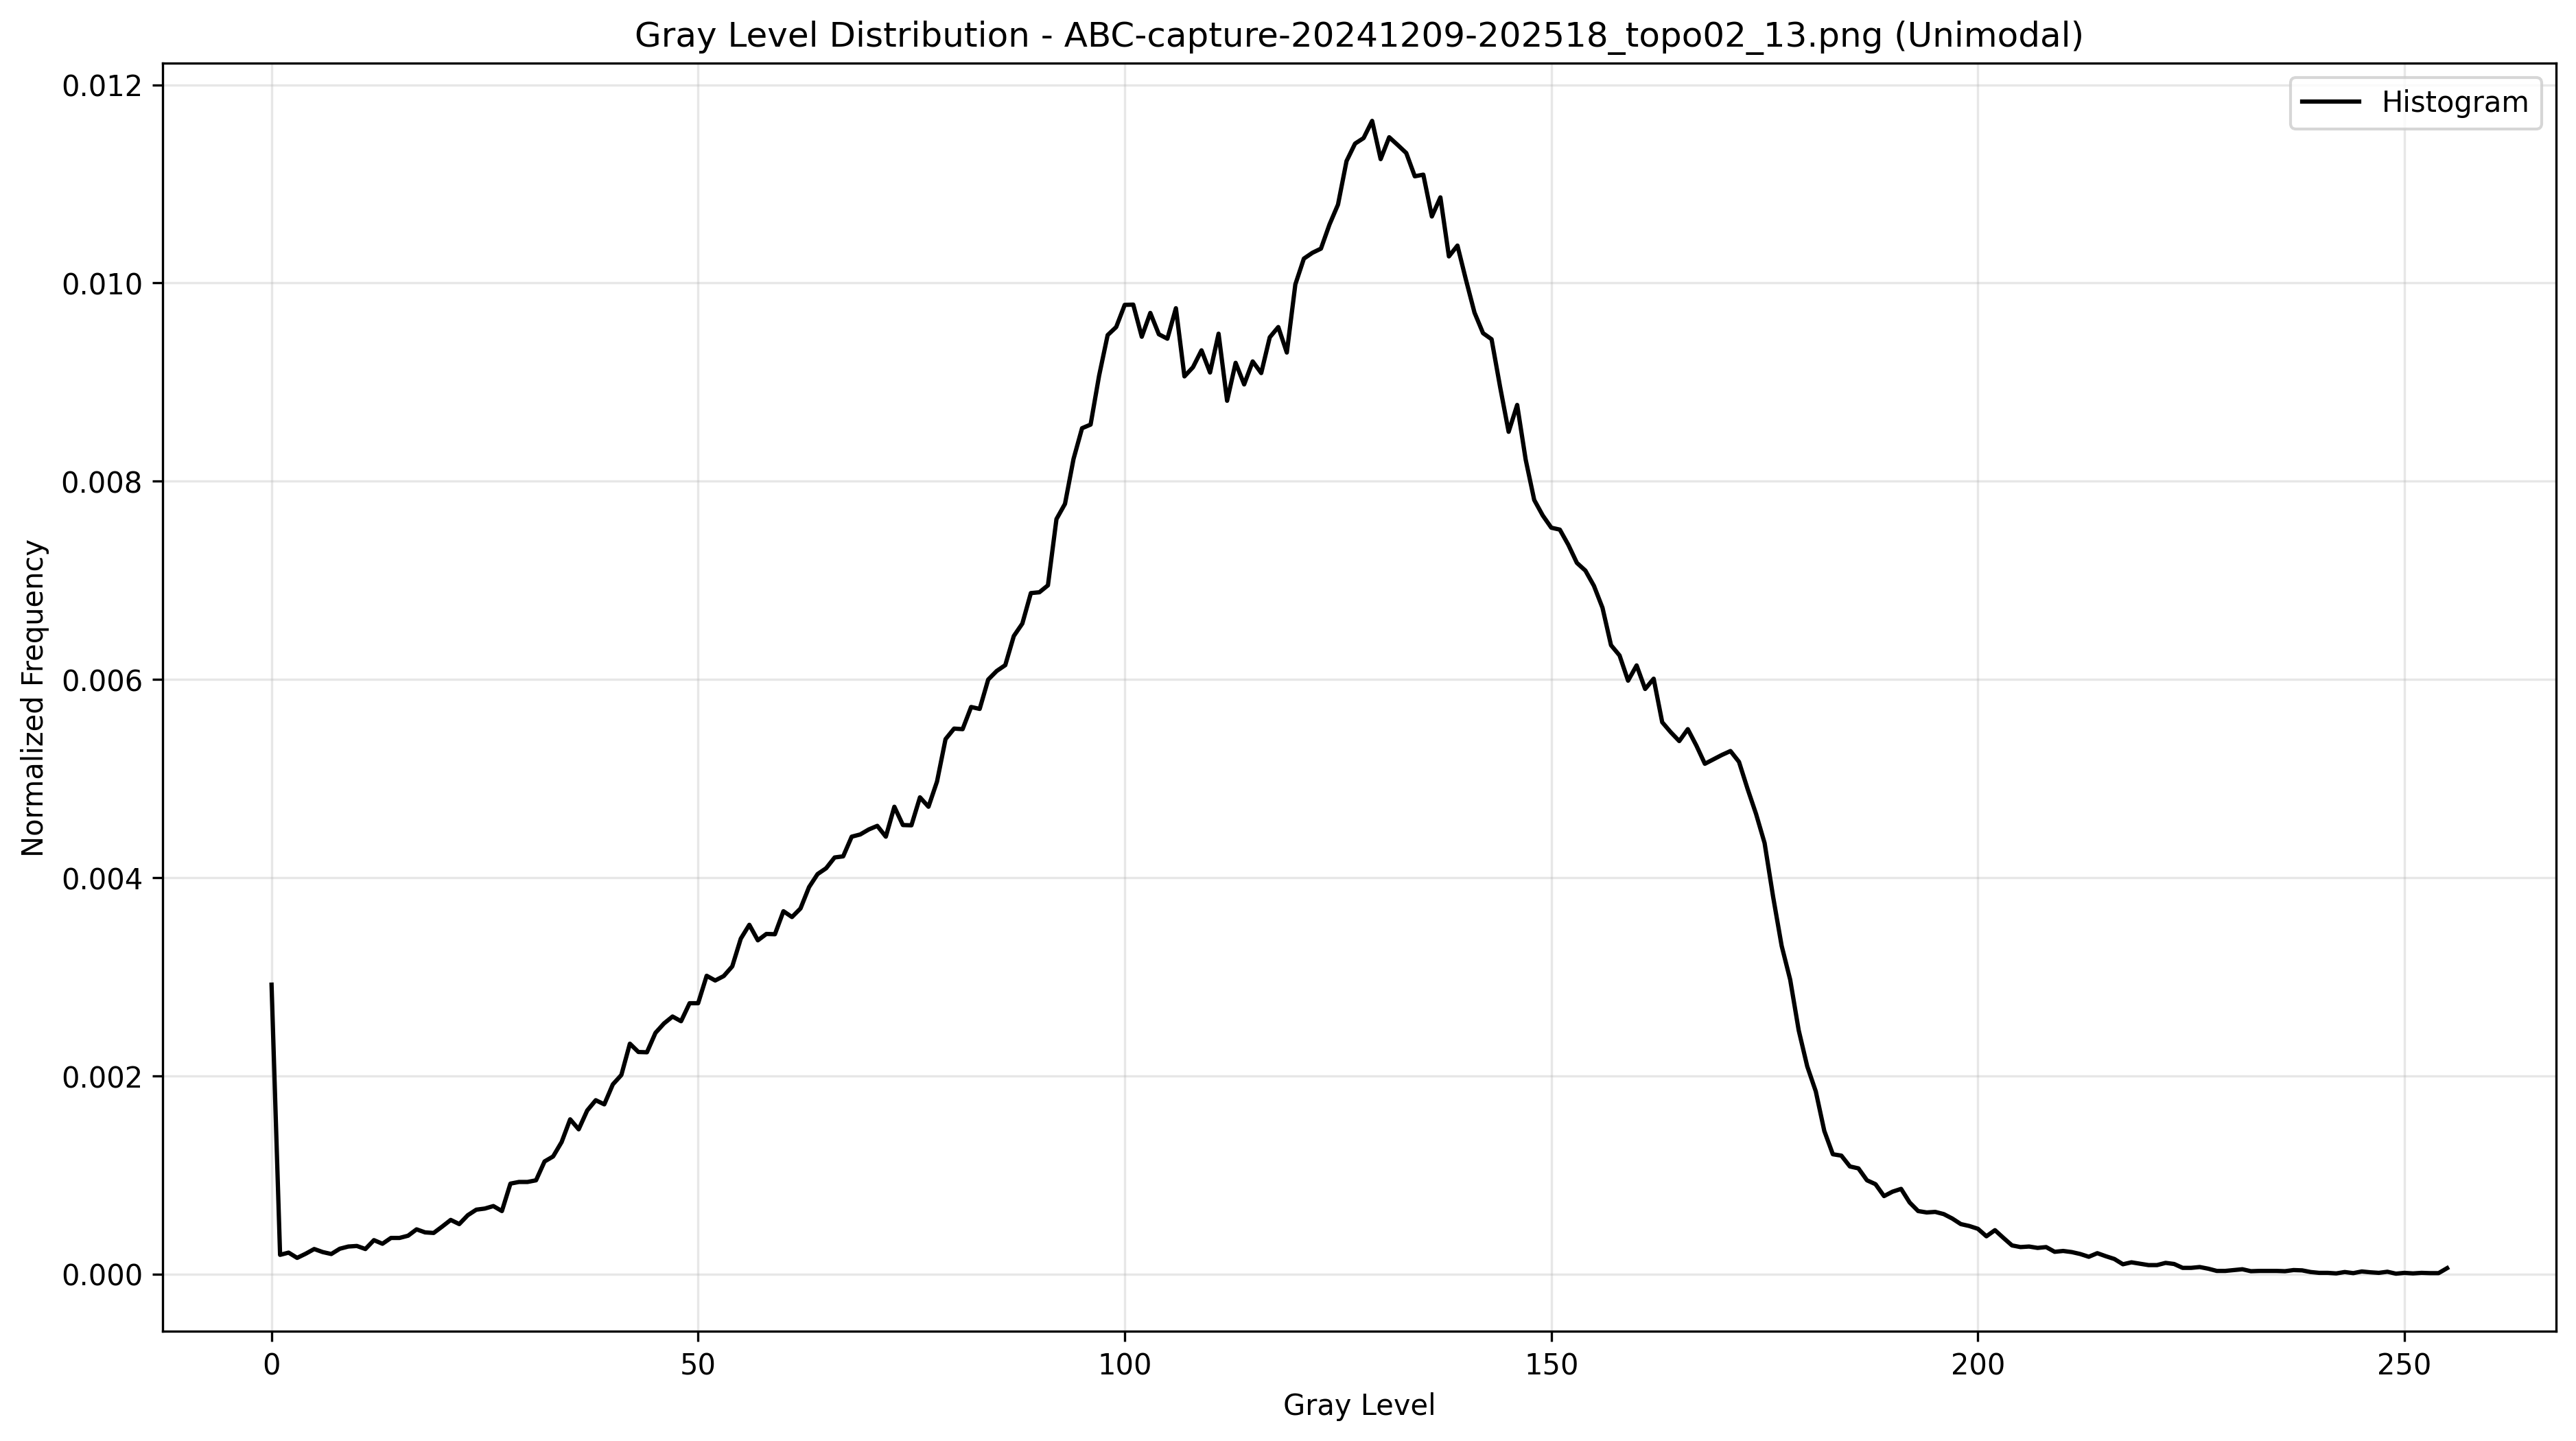 Gray Level Distribution - ABC-capture-20241209-202518_topo02_13.png (Unimodal)
Histogram
Normalized Frequency
0.012
0.010
0.008
0.006
0.004
0.002
0.000
0 50 100 150 200 250
Gray Level